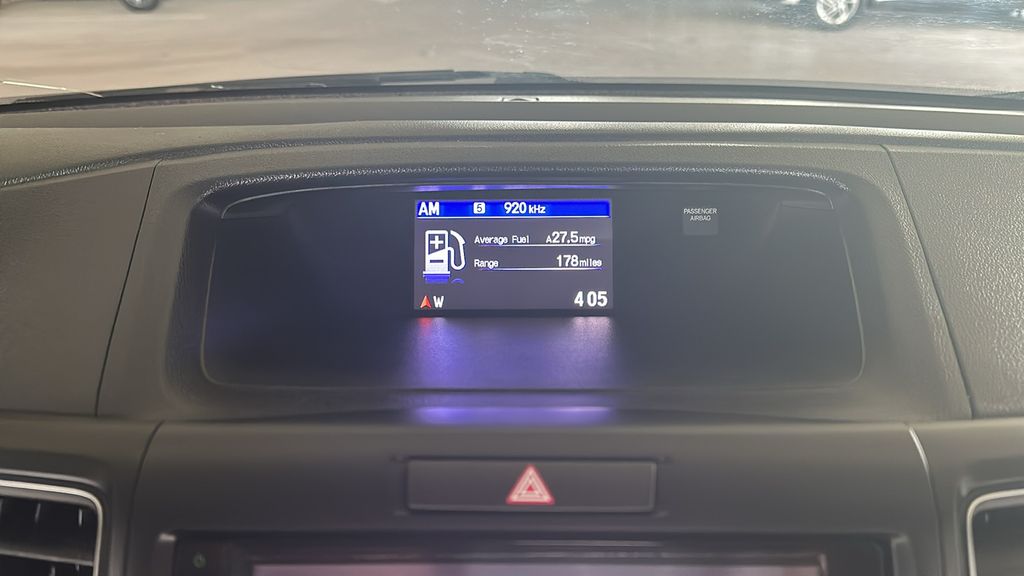 AM 5 920 kHz
PASSENGER
AIRBAG
Average Fuel A27.5mpg
Range 178miles
W 4 05